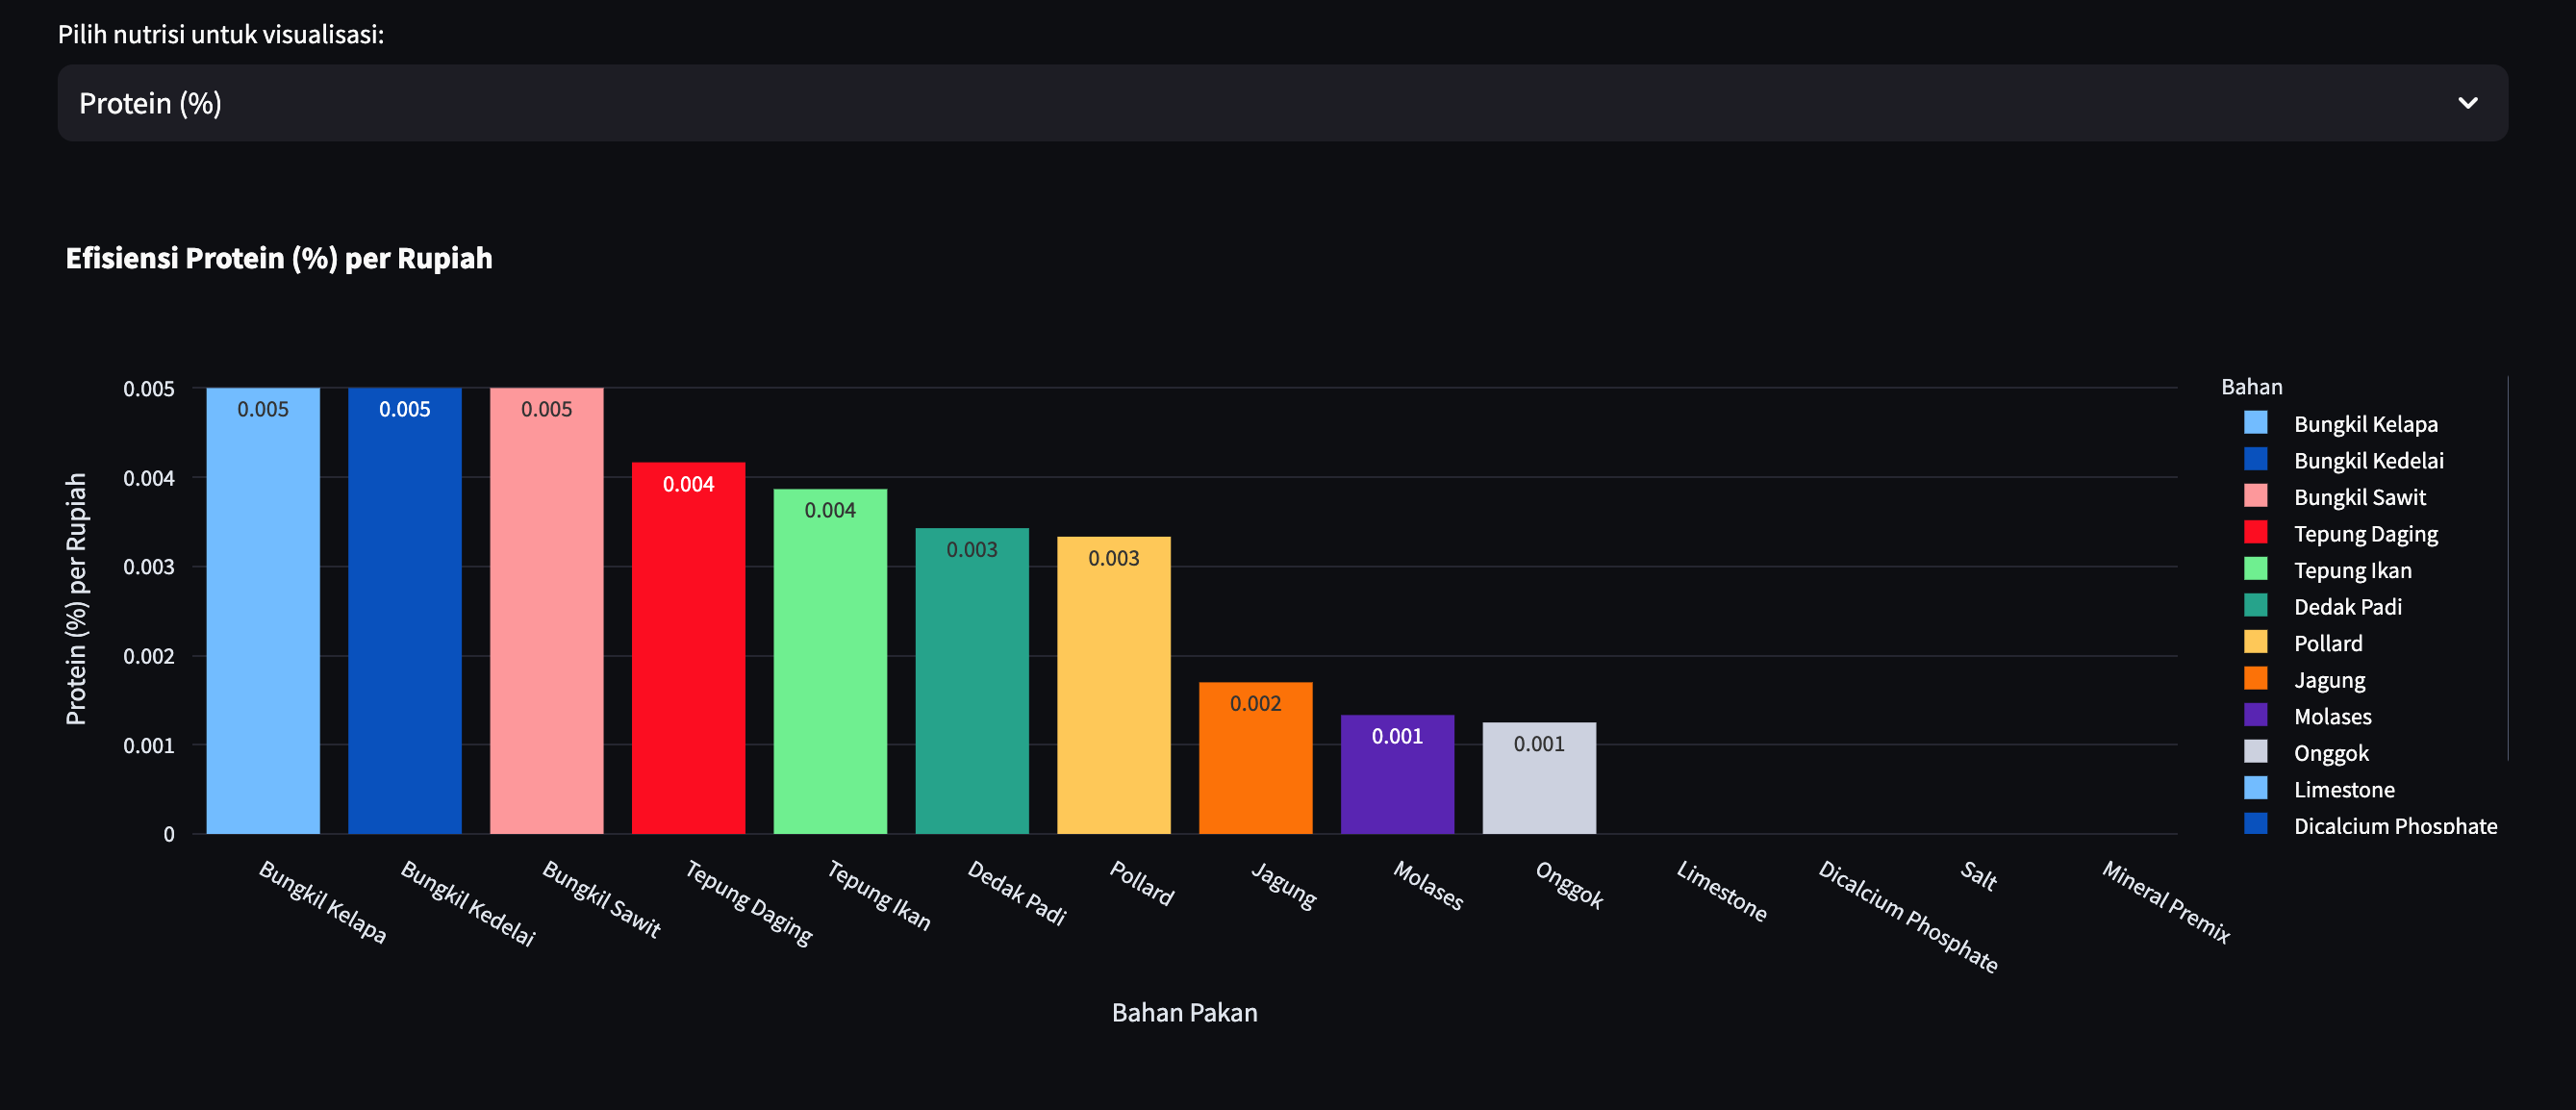 Pilih nutrisi untuk visualisasi:
Protein (%)
Efisiensi Protein (%) per Rupiah
Protein (%) per Rupiah
0.005
0.004
0.003
0.002
0.001
0
0.005
0.005
0.005
0.004
0.004
0.003
0.003
0.002
0.001
0.001
Bungkil Kelapa
Bungkil Kedelai
Bungkil Sawit
Tepung Daging
Tepung Ikan
Dedak Padi
Pollard
Jagung
Molases
Onggok
Limestone
Dicalcium Phosphate
Salt
Mineral Premix
Bahan Pakan
Bahan
Bungkil Kelapa
Bungkil Kedelai
Bungkil Sawit
Tepung Daging
Tepung Ikan
Dedak Padi
Pollard
Jagung
Molases
Onggok
Limestone
Dicalcium Phosphate